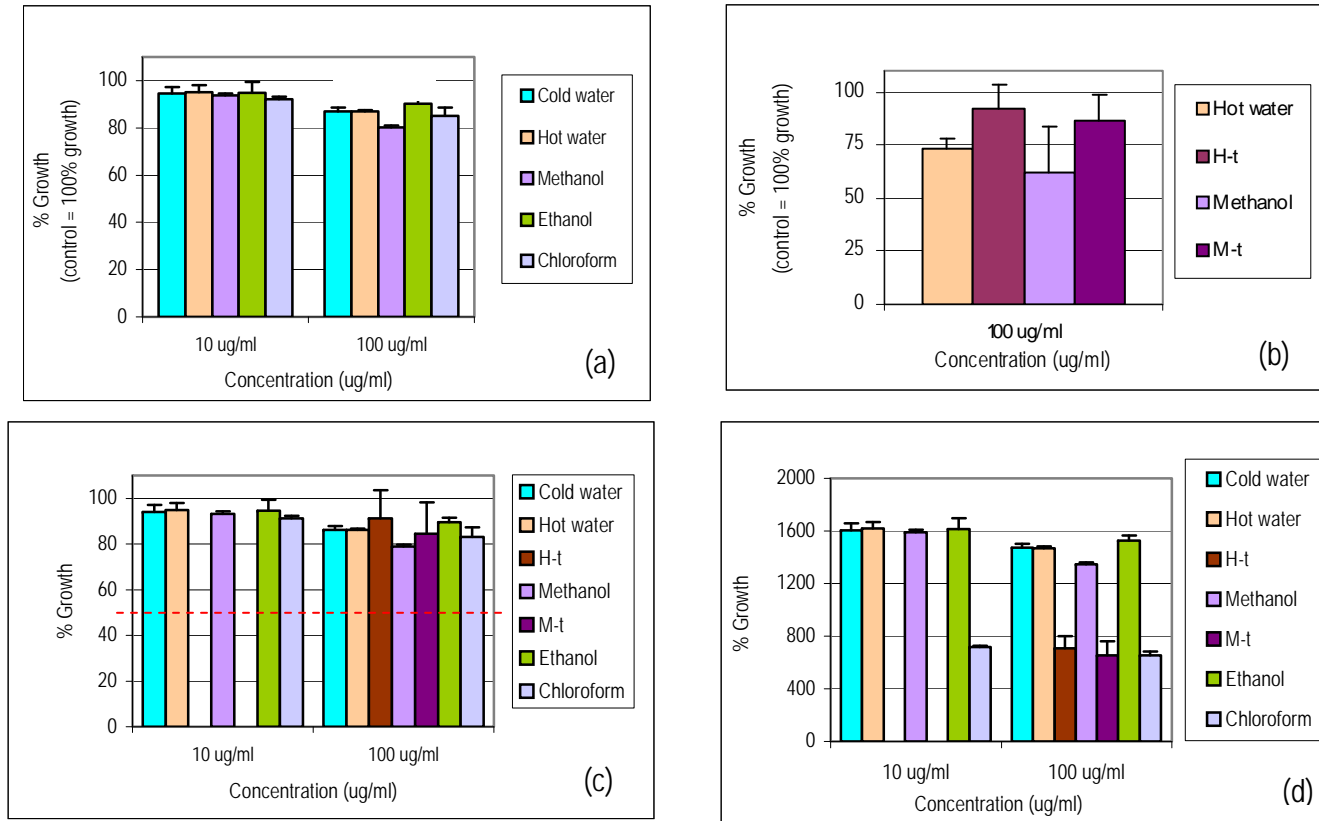 100
80
60
40
20
0
% Growth
(control = 100% growth)
10 ug/ml
100 ug/ml
Concentration (ug/ml)
Cold water
Hot water
Methanol
Ethanol
Chloroform
(a)
100
75
50
25
0
% Growth
(control = 100% growth)
100 ug/ml
Concentration (ug/ml)
Hot water
H-t
Methanol
M-t
(b)
100
80
60
40
20
0
% Growth
10 ug/ml
100 ug/ml
Concentration (ug/ml)
Cold water
Hot water
H-t
Methanol
M-t
Ethanol
Chloroform
(c)
2000
1600
1200
800
400
0
% Growth
10 ug/ml
100 ug/ml
Concentration (ug/ml)
Cold water
Hot water
H-t
Methanol
M-t
Ethanol
Chloroform
(d)